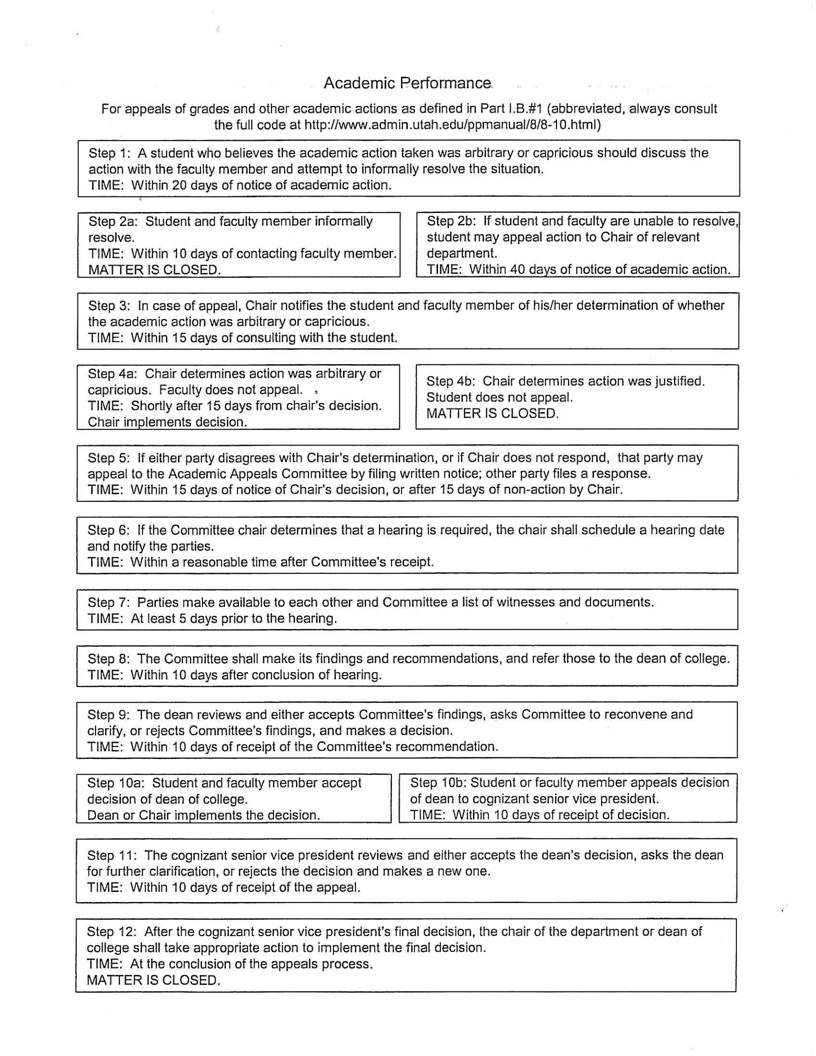 Academic Performance
For appeals of grades and other academic actions as defined in Part I.B.#1 (abbreviated, always consult
the full code at http://www.admin.utah.edu/ppmanual/8/8-10.html)
Step 1: A student who believes the academic action taken was arbitrary or capricious should discuss the
action with the faculty member and attempt to informally resolve the situation.
TIME: Within 20 days of notice of academic action.
Step 2a: Student and faculty member informally
resolve.
TIME: Within 10 days of contacting faculty member.
MATTER IS CLOSED.
Step 2b: If student and faculty are unable to resolve,
student may appeal action to Chair of relevant
department.
TIME: Within 40 days of notice of academic action.
Step 3: In case of appeal, Chair notifies the student and faculty member of his/her determination of whether
the academic action was arbitrary or capricious.
TIME: Within 15 days of consulting with the student.
Step 4a: Chair determines action was arbitrary or
capricious. Faculty does not appeal.
TIME: Shortly after 15 days from chair's decision.
Chair implements decision.
Step 4b: Chair determines action was justified.
Student does not appeal.
MATTER IS CLOSED.
Step 5: If either party disagrees with Chair's determination, or if Chair does not respond, that party may
appeal to the Academic Appeals Committee by filing written notice; other party files a response.
TIME: Within 15 days of notice of Chair's decision, or after 15 days of non-action by Chair.
Step 6: If the Committee chair determines that a hearing is required, the chair shall schedule a hearing date
and notify the parties.
TIME: Within a reasonable time after Committee's receipt.
Step 7: Parties make available to each other and Committee a list of witnesses and documents.
TIME: At least 5 days prior to the hearing.
Step 8: The Committee shall make its findings and recommendations, and refer those to the dean of college.
TIME: Within 10 days after conclusion of hearing.
Step 9: The dean reviews and either accepts Committee's findings, asks Committee to reconvene and
clarify, or rejects Committee's findings, and makes a decision.
TIME: Within 10 days of receipt of the Committee's recommendation.
Step 10a: Student and faculty member accept
decision of dean of college.
Dean or Chair implements the decision.
Step 10b: Student or faculty member appeals decision
of dean to cognizant senior vice president.
TIME: Within 10 days of receipt of decision.
Step 11: The cognizant senior vice president reviews and either accepts the dean's decision, asks the dean
for further clarification, or rejects the decision and makes a new one.
TIME: Within 10 days of receipt of the appeal.
Step 12: After the cognizant senior vice president's final decision, the chair of the department or dean of
college shall take appropriate action to implement the final decision.
TIME: At the conclusion of the appeals process.
MATTER IS CLOSED.